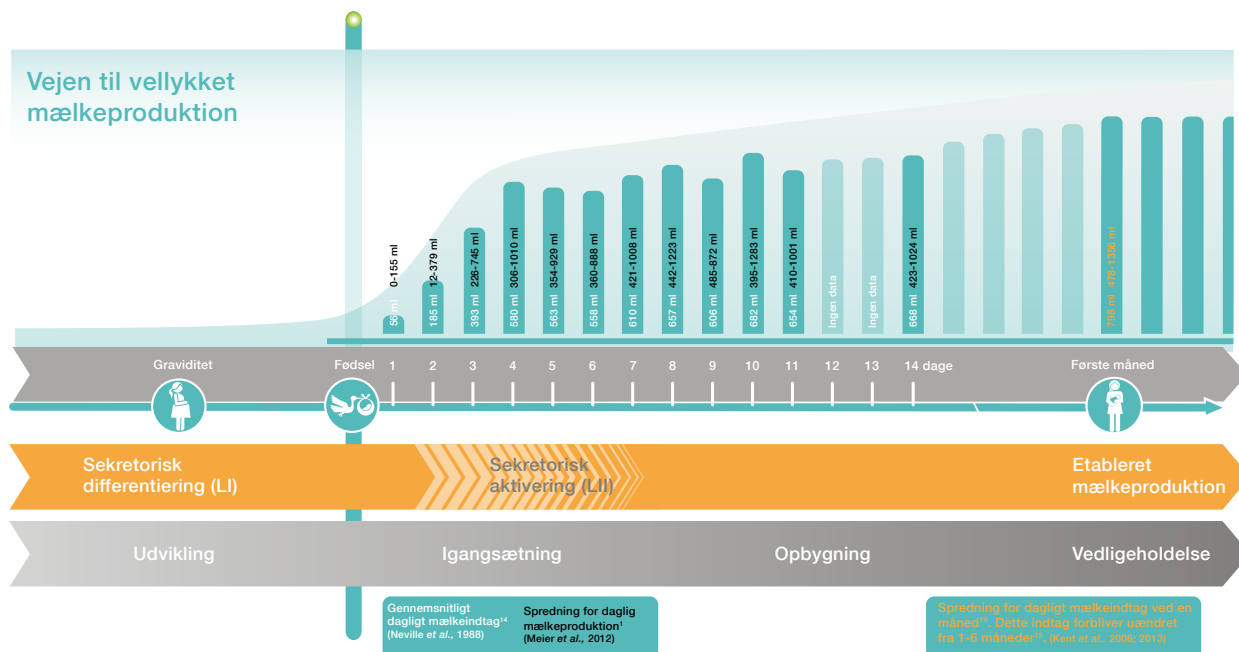 Vejen til vellykket
mælkeproduktion
56 ml 0-155 ml
185 ml 12-379 ml
393 ml 226-745 ml
580 ml 306-1010 ml
563 ml 354-929 ml
558 ml 360-888 ml
610 ml 421-1008 ml
657 ml 442-1223 ml
606 ml 485-872 ml
682 ml 395-1283 ml
654 ml 410-1001 ml
Ingen data
Ingen data
668 ml 423-1024 ml
798 ml 478-1356 ml
Graviditet Fødsel 1 2 3 4 5 6 7 8 9 10 11 12 13 14 dage Første måned
Sekretorisk
differentiering (LI)
Sekretorisk
aktivering (LII)
Etableret
mælkeproduktion
Udvikling Igangsætning Opbygning Vedligeholdelse
Gennemsnitligt
dagligt mælkeindtag¹⁴
(Neville et al., 1988)
Spredning for daglig
mælkeproduktion¹
(Meier et al., 2012)
Spredning for dagligt mælkeindtag ved en
måned¹⁶. Dette indtag forbliver uændret
fra 1-6 måneder¹⁵. (Kent et al., 2006; 2013)